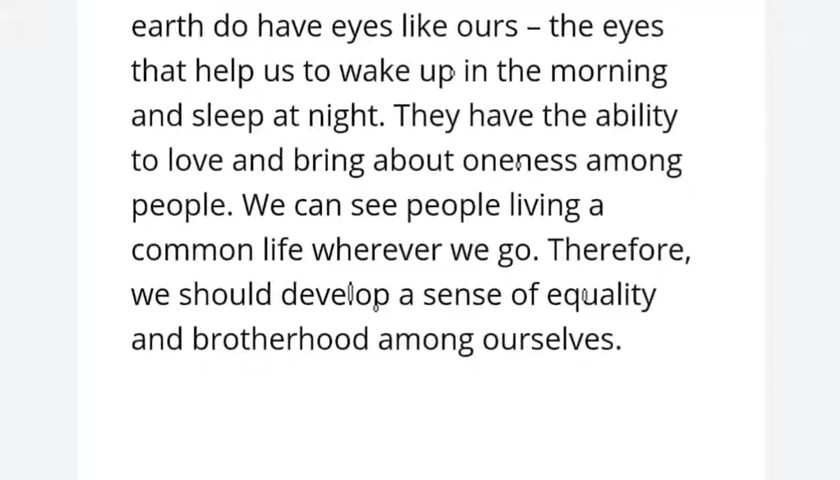 earth do have eyes like ours – the eyes
that help us to wake up in the morning
and sleep at night. They have the ability
to love and bring about oneness among
people. We can see people living a
common life wherever we go. Therefore,
we should develop a sense of equality
and brotherhood among ourselves.